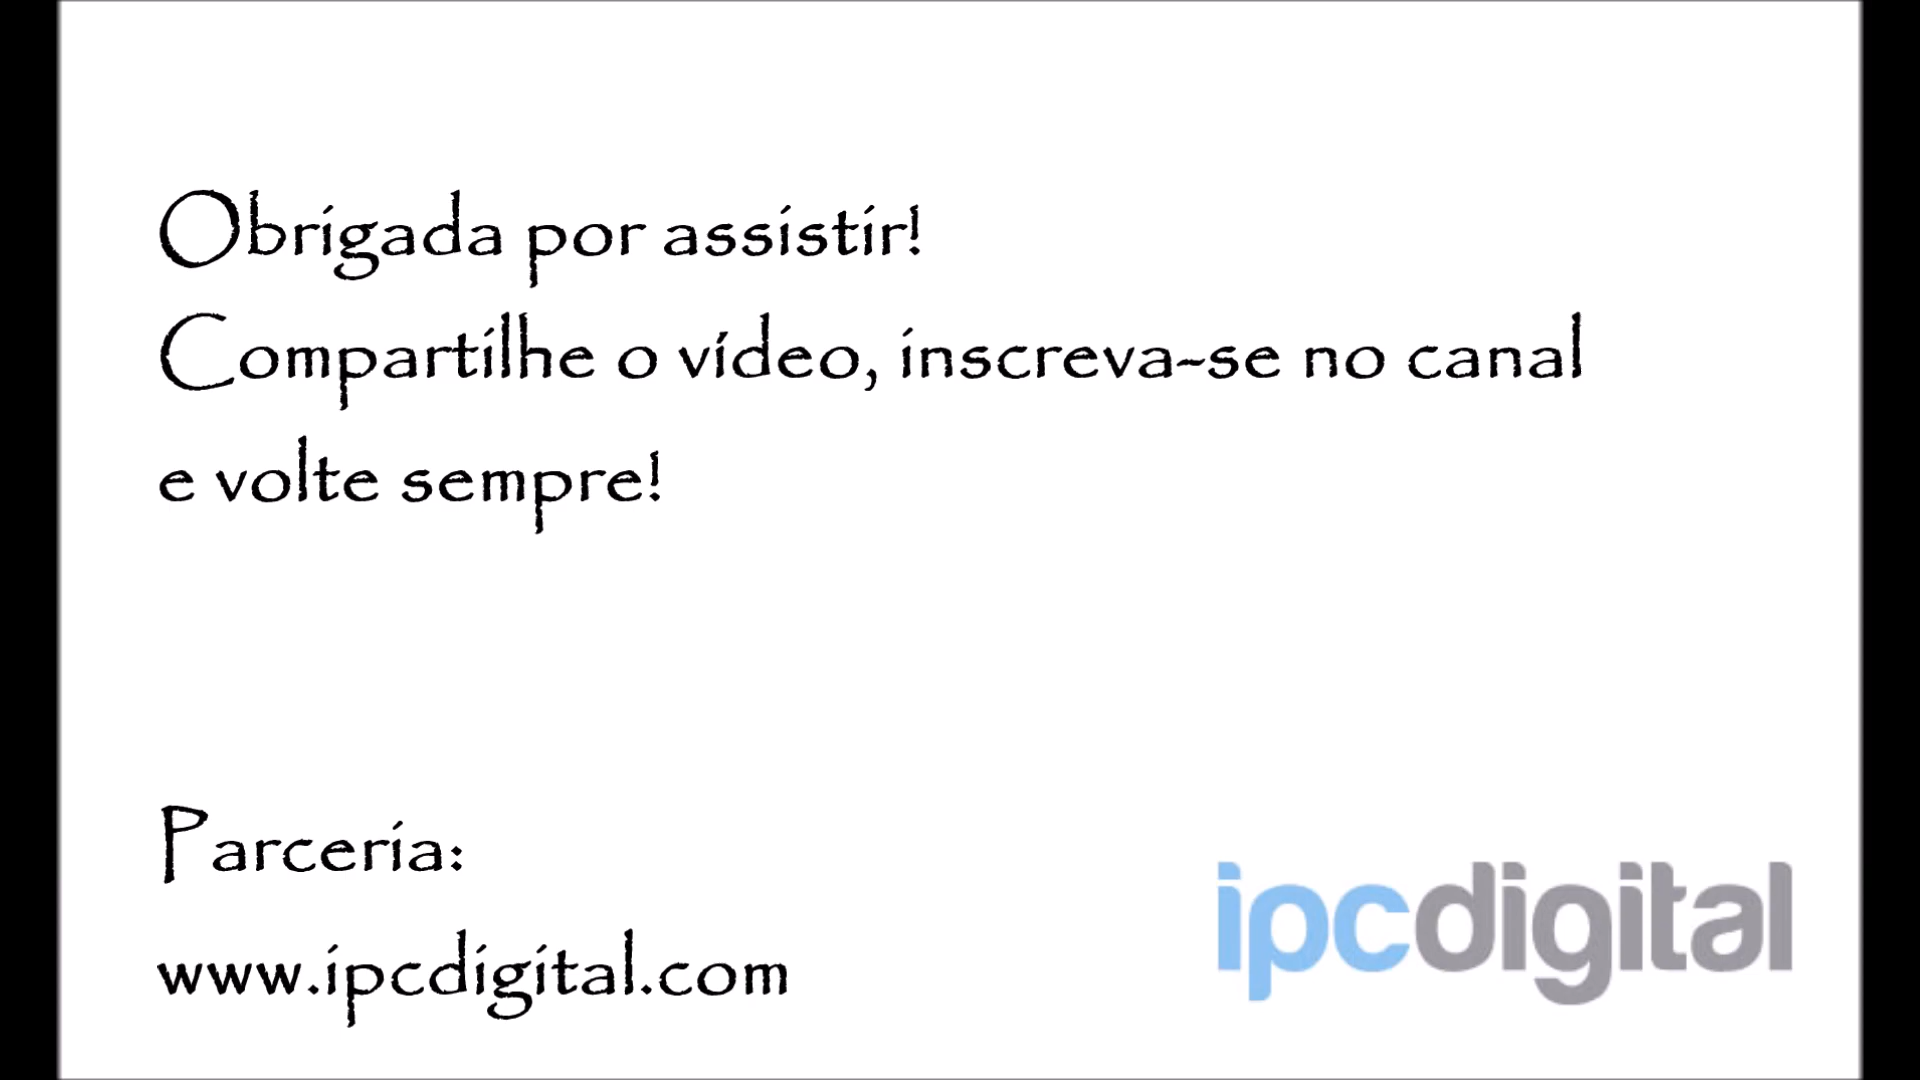 Obrigada por assistir!
Compartilhe o vídeo, inscreva-se no canal
e volte sempre!
Parceria:
www.ipcdigital.com
ipcdigital